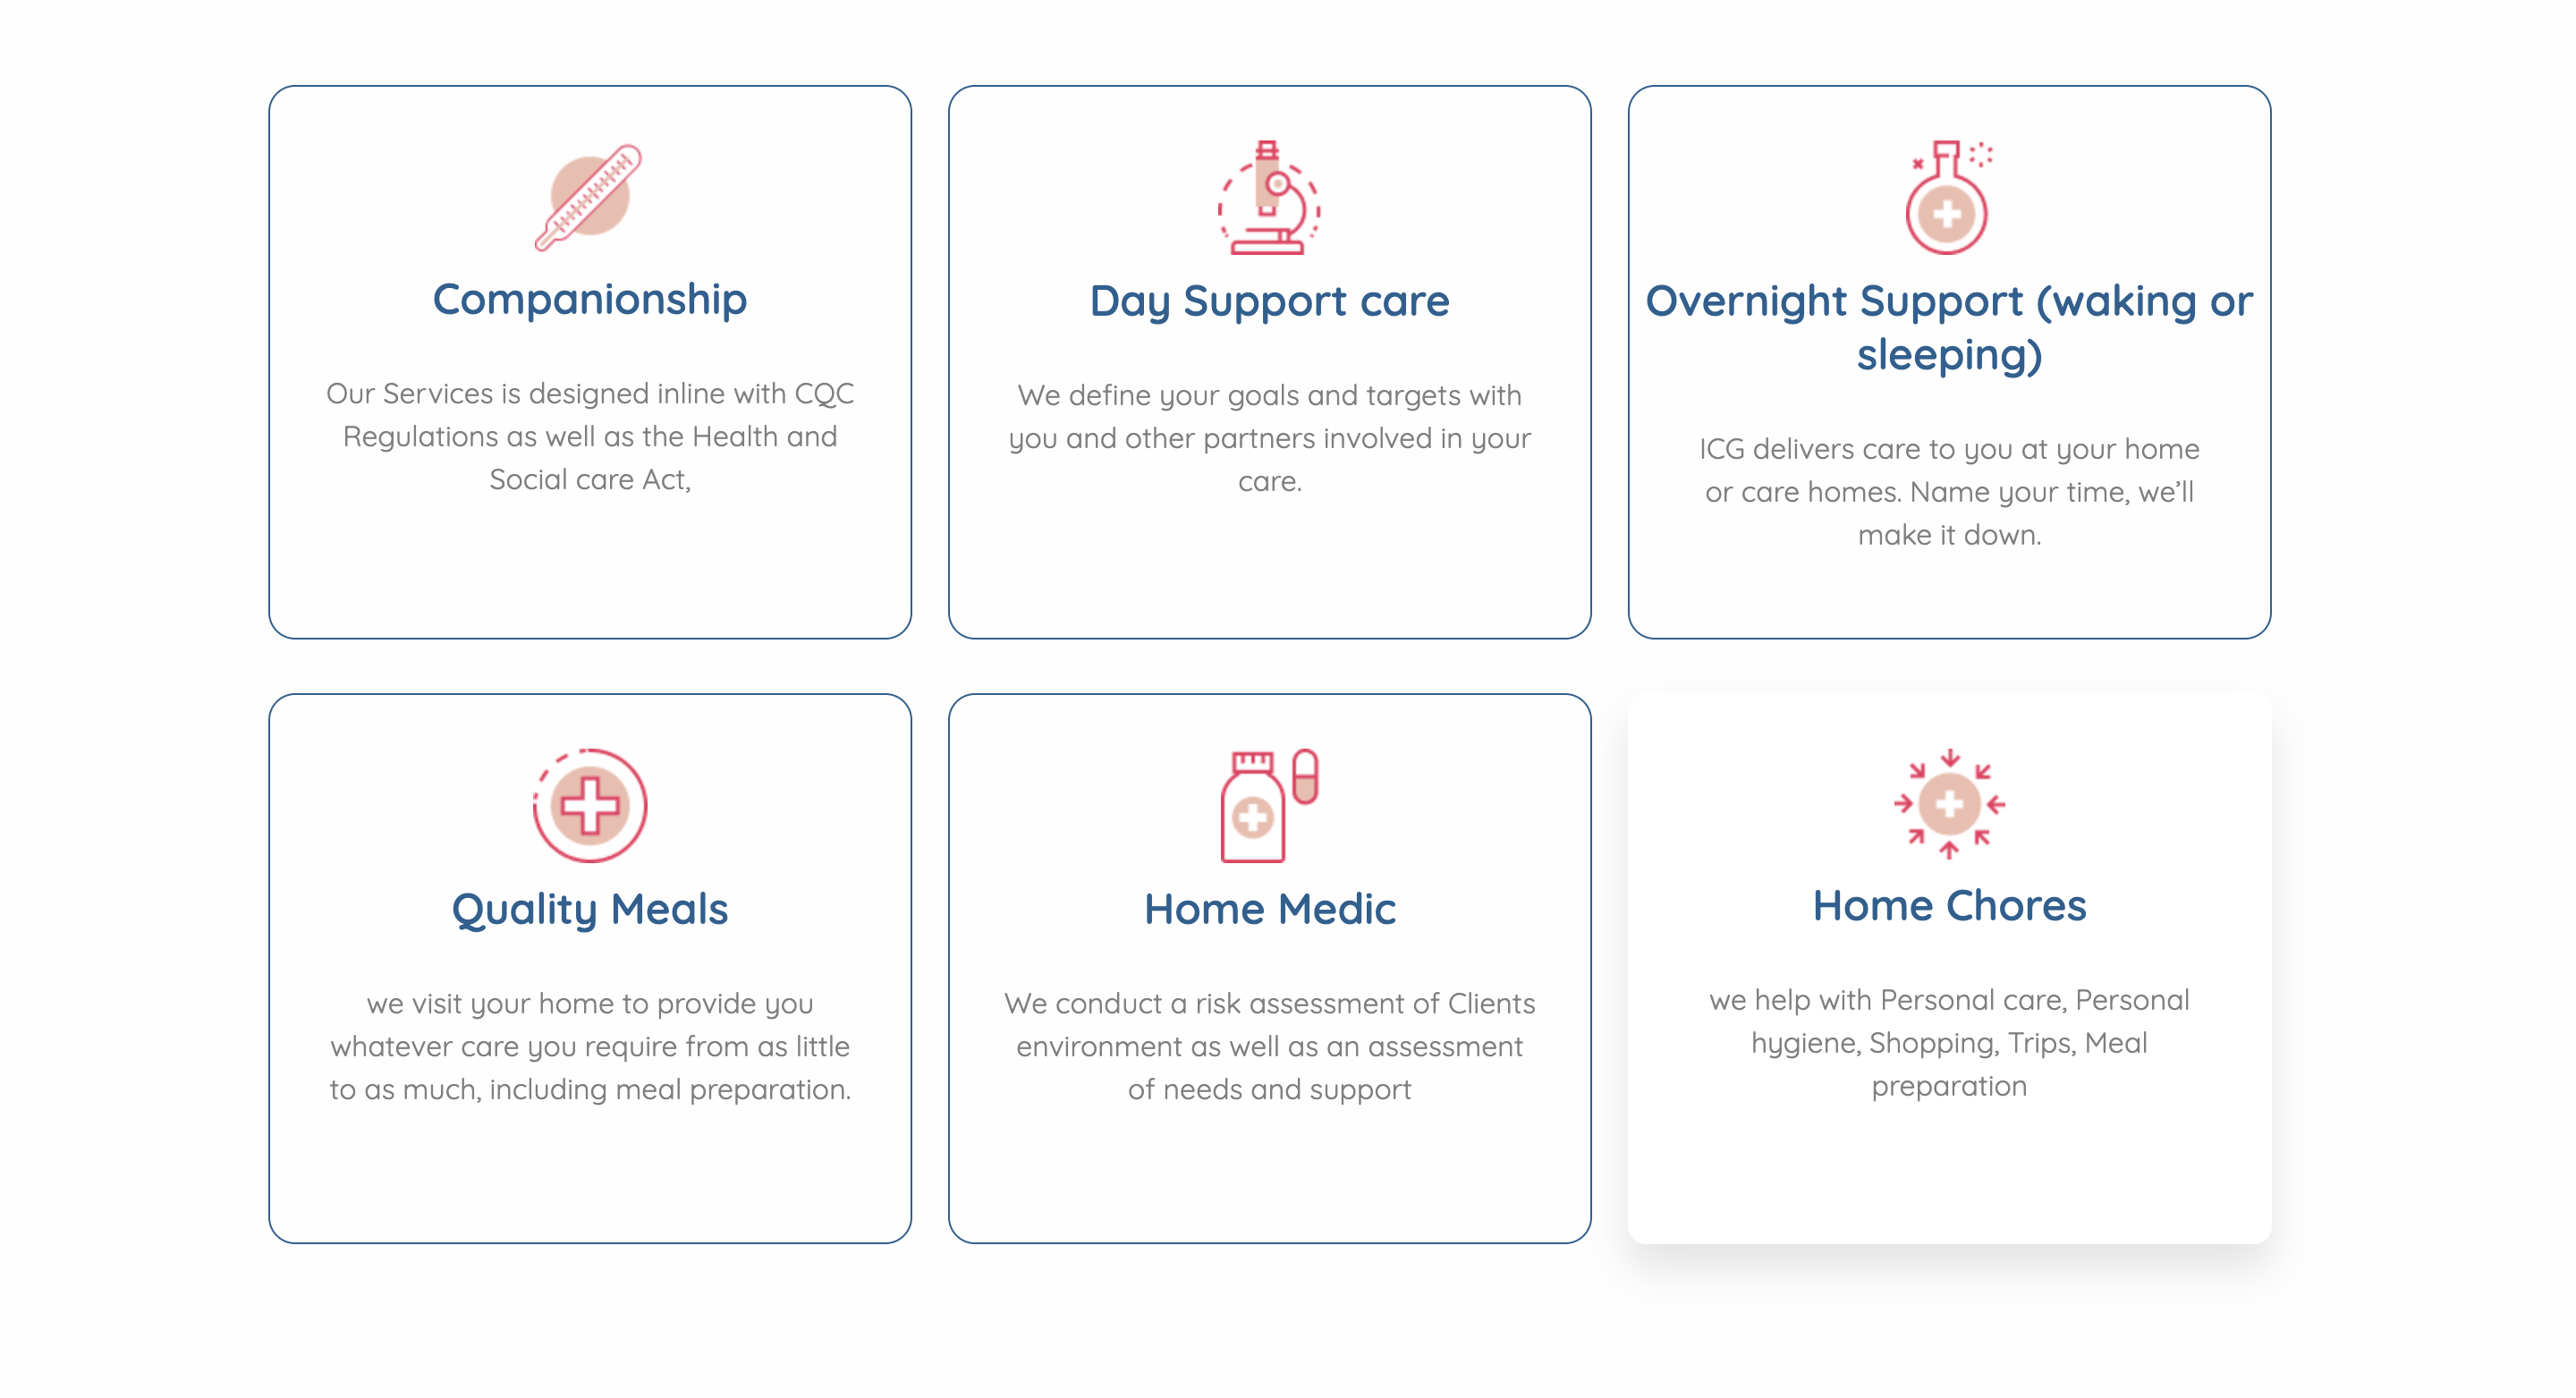 Companionship
Our Services is designed inline with CQC
Regulations as well as the Health and
Social care Act,
Day Support care
We define your goals and targets with
you and other partners involved in your
care.
Overnight Support (waking or
sleeping)
ICG delivers care to you at your home
or care homes. Name your time, we’ll
make it down.
Quality Meals
we visit your home to provide you
whatever care you require from as little
to as much, including meal preparation.
Home Medic
We conduct a risk assessment of Clients
environment as well as an assessment
of needs and support
Home Chores
we help with Personal care, Personal
hygiene, Shopping, Trips, Meal
preparation